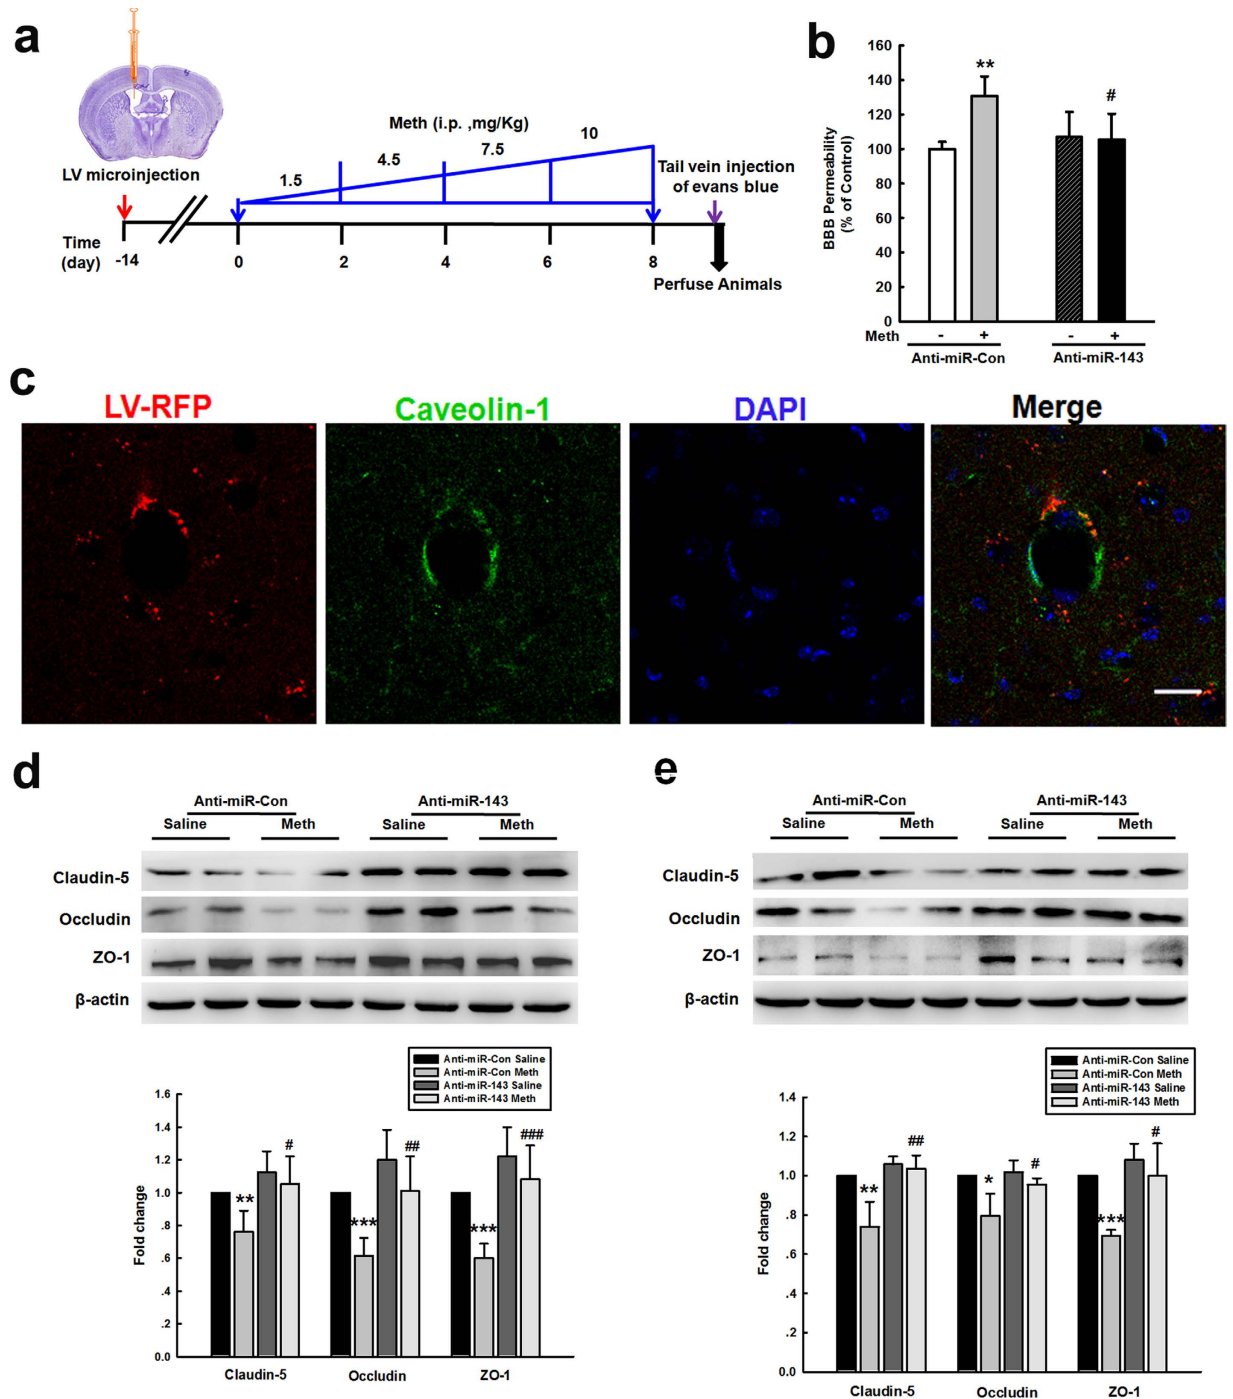 a
LV microinjection
Meth (i.p. ,mg/Kg)
1.5
4.5
7.5
10
Tail vein injection
of evans blue
Time
(day)
-14
0
2
4
6
8
Perfuse Animals
b
BBB Permeability
(% of Control)
160
140
120
100
80
60
40
20
0
**
#
Meth - + - +
Anti-miR-Con Anti-miR-143
c
LV-RFP Caveolin-1 DAPI Merge
d
Anti-miR-Con Anti-miR-143
Saline Meth Saline Meth
Claudin-5
Occludin
ZO-1
β-actin
Anti-miR-Con Saline
Anti-miR-Con Meth
Anti-miR-143 Saline
Anti-miR-143 Meth
Fold change
1.6
1.4
1.2
1.0
.8
.6
.4
.2
0.0
** # *** ## *** ###
Claudin-5 Occludin ZO-1
e
Anti-miR-Con Anti-miR-143
Saline Meth Saline Meth
Claudin-5
Occludin
ZO-1
β-actin
Anti-miR-Con Saline
Anti-miR-Con Meth
Anti-miR-143 Saline
Anti-miR-143 Meth
Fold change
1.4
1.2
1.0
.8
.6
.4
.2
0.0
** ## * # *** #
Claudin-5 Occludin ZO-1